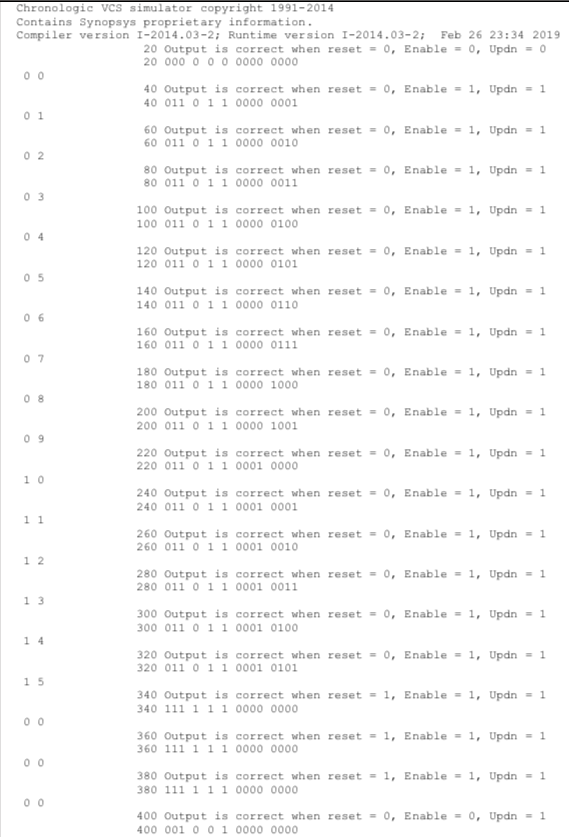 Chronologic VCS simulator copyright 1991-2014
Contains Synopsys proprietary information.
Compiler version I-2014.03-2; Runtime version I-2014.03-2;  Feb 26 23:34 2019
20 Output is correct when reset = 0, Enable = 0, Updn = 0
20 000 0 0 0 0000 0000
0 0
40 Output is correct when reset = 0, Enable = 1, Updn = 1
40 011 0 1 1 0000 0001
0 1
60 Output is correct when reset = 0, Enable = 1, Updn = 1
60 011 0 1 1 0000 0010
0 2
80 Output is correct when reset = 0, Enable = 1, Updn = 1
80 011 0 1 1 0000 0011
0 3
100 Output is correct when reset = 0, Enable = 1, Updn = 1
100 011 0 1 1 0000 0100
0 4
120 Output is correct when reset = 0, Enable = 1, Updn = 1
120 011 0 1 1 0000 0101
0 5
140 Output is correct when reset = 0, Enable = 1, Updn = 1
140 011 0 1 1 0000 0110
0 6
160 Output is correct when reset = 0, Enable = 1, Updn = 1
160 011 0 1 1 0000 0111
0 7
180 Output is correct when reset = 0, Enable = 1, Updn = 1
180 011 0 1 1 0000 1000
0 8
200 Output is correct when reset = 0, Enable = 1, Updn = 1
200 011 0 1 1 0000 1001
0 9
220 Output is correct when reset = 0, Enable = 1, Updn = 1
220 011 0 1 1 0001 0000
1 0
240 Output is correct when reset = 0, Enable = 1, Updn = 1
240 011 0 1 1 0001 0001
1 1
260 Output is correct when reset = 0, Enable = 1, Updn = 1
260 011 0 1 1 0001 0010
1 2
280 Output is correct when reset = 0, Enable = 1, Updn = 1
280 011 0 1 1 0001 0011
1 3
300 Output is correct when reset = 0, Enable = 1, Updn = 1
300 011 0 1 1 0001 0100
1 4
320 Output is correct when reset = 0, Enable = 1, Updn = 1
320 011 0 1 1 0001 0101
1 5
340 Output is correct when reset = 1, Enable = 1, Updn = 1
340 111 1 1 1 0000 0000
0 0
360 Output is correct when reset = 1, Enable = 1, Updn = 1
360 111 1 1 1 0000 0000
0 0
380 Output is correct when reset = 1, Enable = 1, Updn = 1
380 111 1 1 1 0000 0000
0 0
400 Output is correct when reset = 0, Enable = 0, Updn = 1
400 001 0 0 1 0000 0000